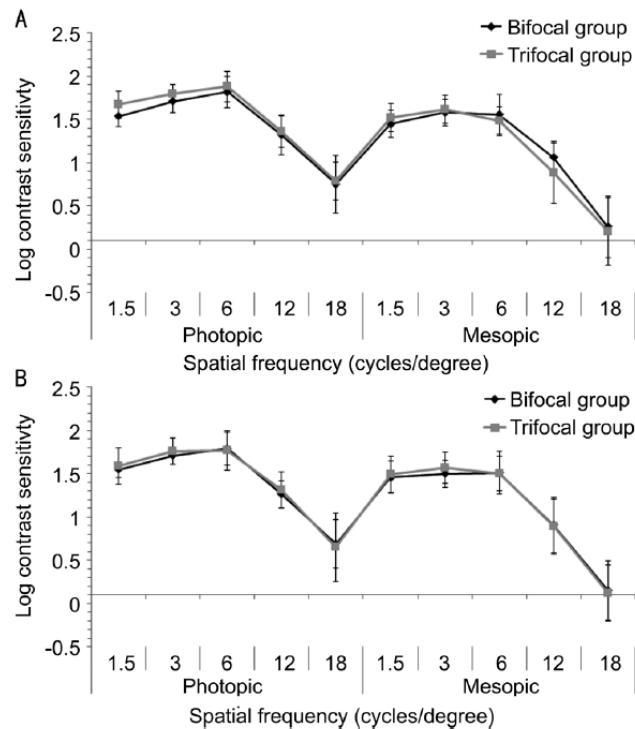 A
Bifocal group
Trifocal group
Log contrast sensitivity
2.5
2
1.5
1
0.5
0
-0.5
1.5 3 6 12 18 1.5 3 6 12 18
Photopic Mesopic
Spatial frequency (cycles/degree)
B
Bifocal group
Trifocal group
Log contrast sensitivty
2.5
2
1.5
1
0.5
0
-0.5
1.5 3 6 12 18 1.5 3 6 12 18
Photopic Mesopic
Spatial frequency (cycles/degree)